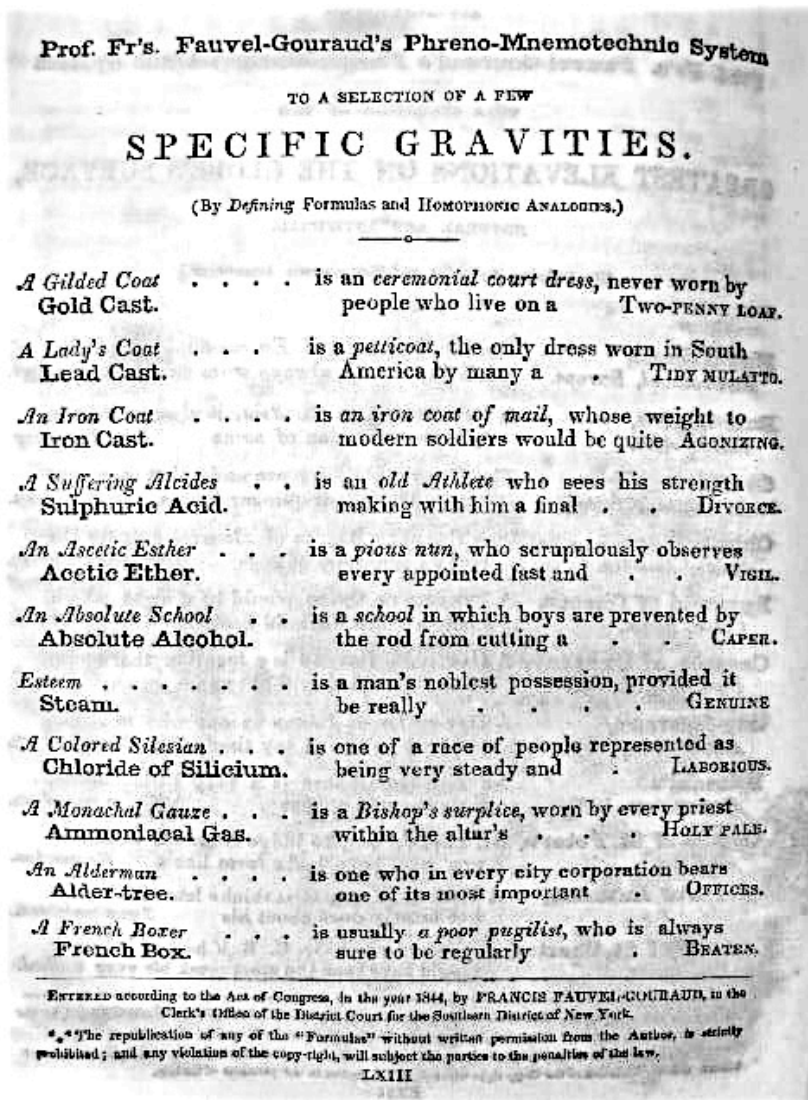 Prof. Fr's. Fauvel-Gouraud's Phreno-Mnemotechnic System
TO A SELECTION OF A FEW
SPECIFIC GRAVITIES.
(By Defining Formulas and Homophonic Analogies.)
A Gilded Coat . . . . is an ceremonial court dress, never worn by
Gold Cast. people who live on a Two-penny loaf.
A Lady's Coat . . . is a petticoat, the only dress worn in South
Lead Cast. America by many a . Tidy mulatto.
An Iron Coat . . . . is an iron coat of mail, whose weight to
Iron Cast. modern soldiers would be quite Agonizing.
A Suffering Alcides . . is an old Athlete who sees his strength
Sulphuric Acid. making with him a final . . Divorce.
An Ascetic Esther . . . is a pious nun, who scrupulously observes
Acetic Ether. every appointed fast and . . Vigil.
An Absolute School . . is a school in which boys are prevented by
Absolute Alcohol. the rod from cutting a . . Caper.
Esteem . . . . . . . is a man's noblest possession, provided it
Steam. be really . . . . Genuine
A Colored Silesian . . . is one of a race of people represented as
Chloride of Silicium. being very steady and . Laborious.
A Monachal Gauze . . . is a Bishop's surplice, worn by every priest
Ammoniacal Gas. within the altar's . . . Holy pale.
An Alderman . . . . is one who in every city corporation bears
Alder-tree. one of its most important . Offices.
A French Boxer . . . is usually a poor pugilist, who is always
French Box. sure to be regularly . Beaten.
Entered according to the Act of Congress, in the year 1844, by FRANCIS FAUVEL-GOURAUD, in the
Clerk's Office of the District Court for the Southern District of New York.
*.* The republication of any of the "Formulas" without written permission from the Author, is strictly
prohibited; and any violation of the copy-right, will subject the parties to the penalties of the law.
LXIII